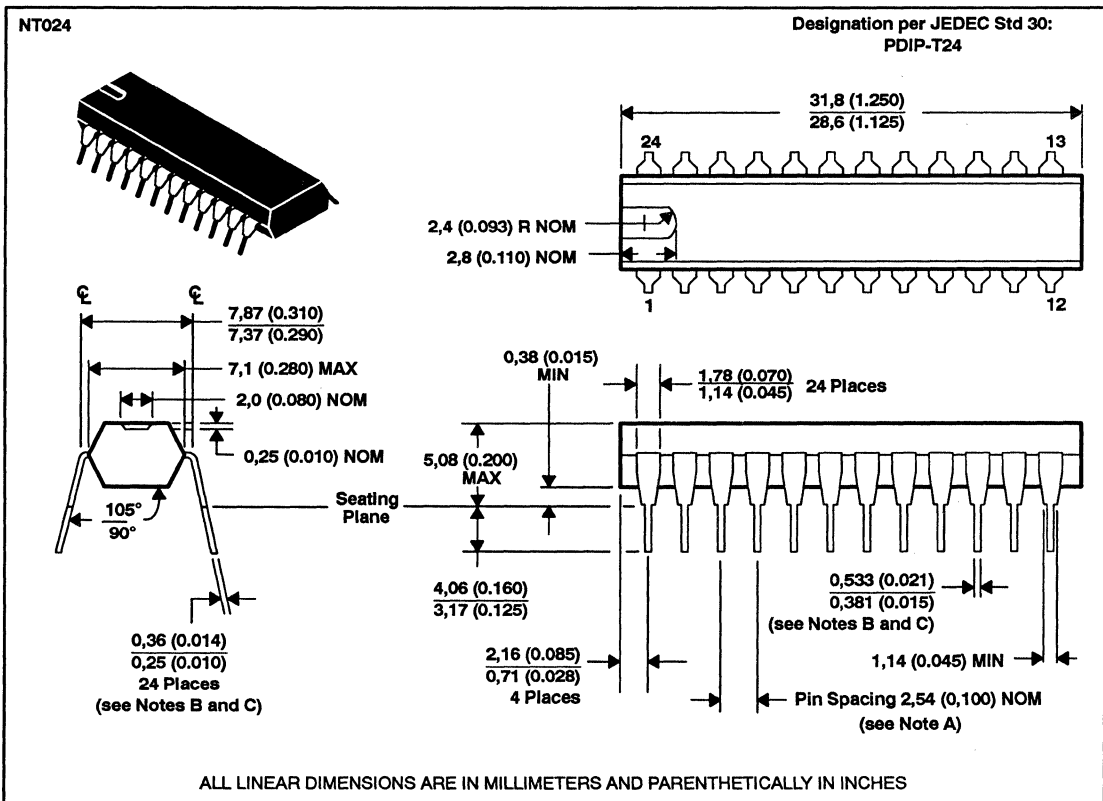 NT024
Designation per JEDEC Std 30:
PDIP-T24
31,8 (1.250)
28,6 (1.125)
24
13
2,4 (0.093) R NOM
2,8 (0.110) NOM
1
12
℄
℄
7,87 (0.310)
7,37 (0.290)
7,1 (0.280) MAX
2,0 (0.080) NOM
0,25 (0.010) NOM
105°
90°
Seating
Plane
0,36 (0.014)
0,25 (0.010)
24 Places
(see Notes B and C)
0,38 (0.015)
MIN
1,78 (0.070)
1,14 (0.045)
24 Places
5,08 (0.200)
MAX
4,06 (0.160)
3,17 (0.125)
0,533 (0.021)
0,381 (0.015)
(see Notes B and C)
2,16 (0.085)
0,71 (0.028)
4 Places
1,14 (0.045) MIN
Pin Spacing 2,54 (0,100) NOM
(see Note A)
ALL LINEAR DIMENSIONS ARE IN MILLIMETERS AND PARENTHETICALLY IN INCHES